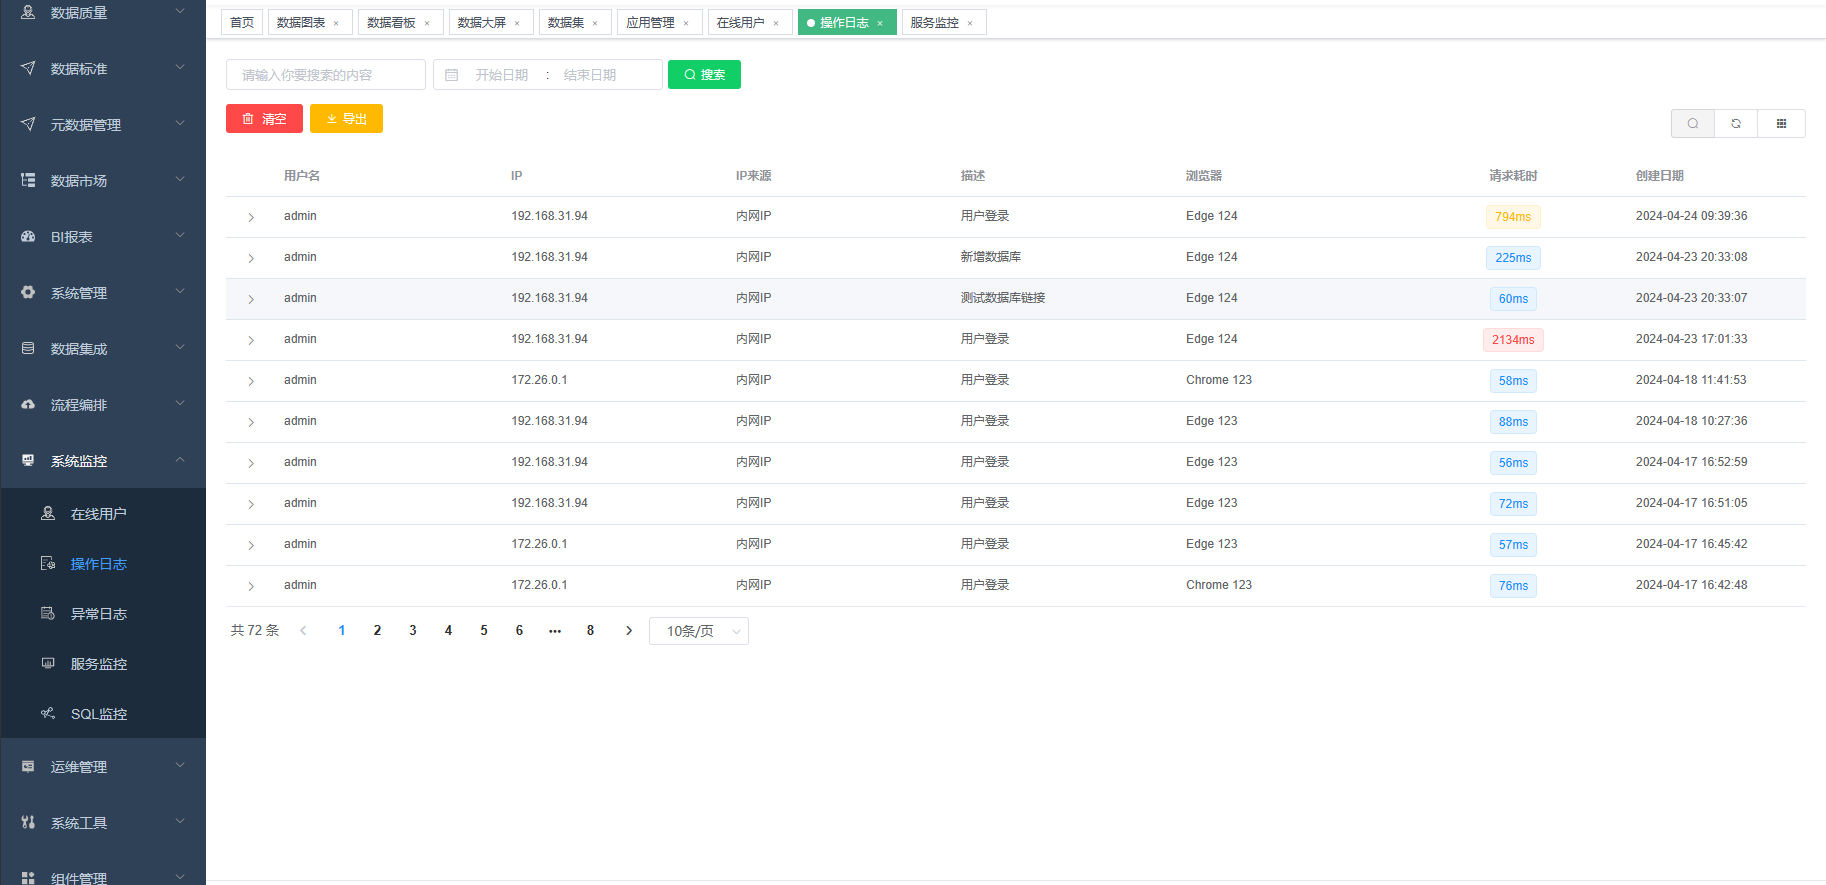 数据质量
数据标准
元数据管理
数据市场
BI报表
系统管理
数据集成
流程编排
系统监控
在线用户
操作日志
异常日志
服务监控
SQL监控
运维管理
系统工具
组件管理
首页 数据图表 × 数据看板 × 数据大屏 × 数据集 × 应用管理 × 在线用户 × 操作日志 × 服务监控 ×
请输入你要搜索的内容 开始日期 : 结束日期 搜索
清空 导出
用户名 IP IP来源 描述 浏览器 请求耗时 创建日期
admin 192.168.31.94 内网IP 用户登录 Edge 124 794ms 2024-04-24 09:39:36
admin 192.168.31.94 内网IP 新增数据库 Edge 124 225ms 2024-04-23 20:33:08
admin 192.168.31.94 内网IP 测试数据库链接 Edge 124 60ms 2024-04-23 20:33:07
admin 192.168.31.94 内网IP 用户登录 Edge 124 2134ms 2024-04-23 17:01:33
admin 172.26.0.1 内网IP 用户登录 Chrome 123 58ms 2024-04-18 11:41:53
admin 192.168.31.94 内网IP 用户登录 Edge 123 88ms 2024-04-18 10:27:36
admin 192.168.31.94 内网IP 用户登录 Edge 123 56ms 2024-04-17 16:52:59
admin 192.168.31.94 内网IP 用户登录 Edge 123 72ms 2024-04-17 16:51:05
admin 172.26.0.1 内网IP 用户登录 Edge 123 57ms 2024-04-17 16:45:42
admin 172.26.0.1 内网IP 用户登录 Chrome 123 76ms 2024-04-17 16:42:48
共 72 条 1 2 3 4 5 6 ••• 8 10条/页